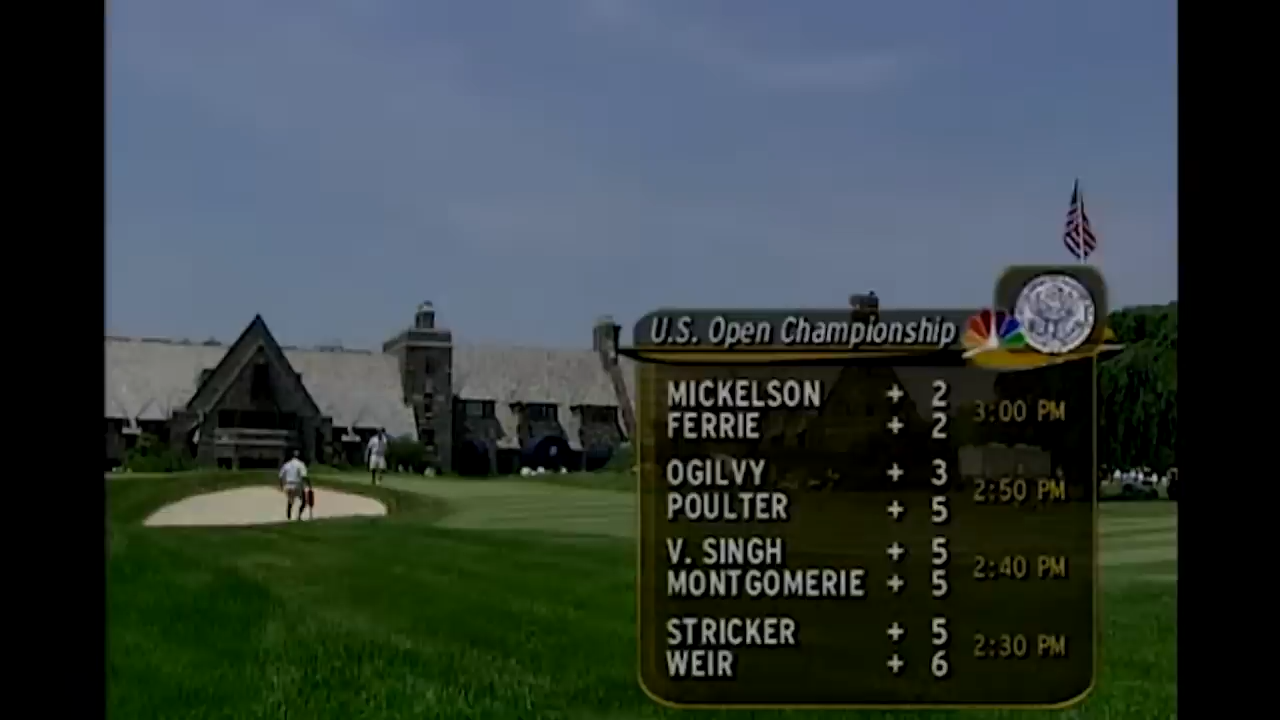 U.S. Open Championship
MICKELSON + 2
FERRIE + 2
3:00 PM
OGILVY + 3
POULTER + 5
2:50 PM
V. SINGH + 5
MONTGOMERIE + 5
2:40 PM
STRICKER + 5
WEIR + 6
2:30 PM